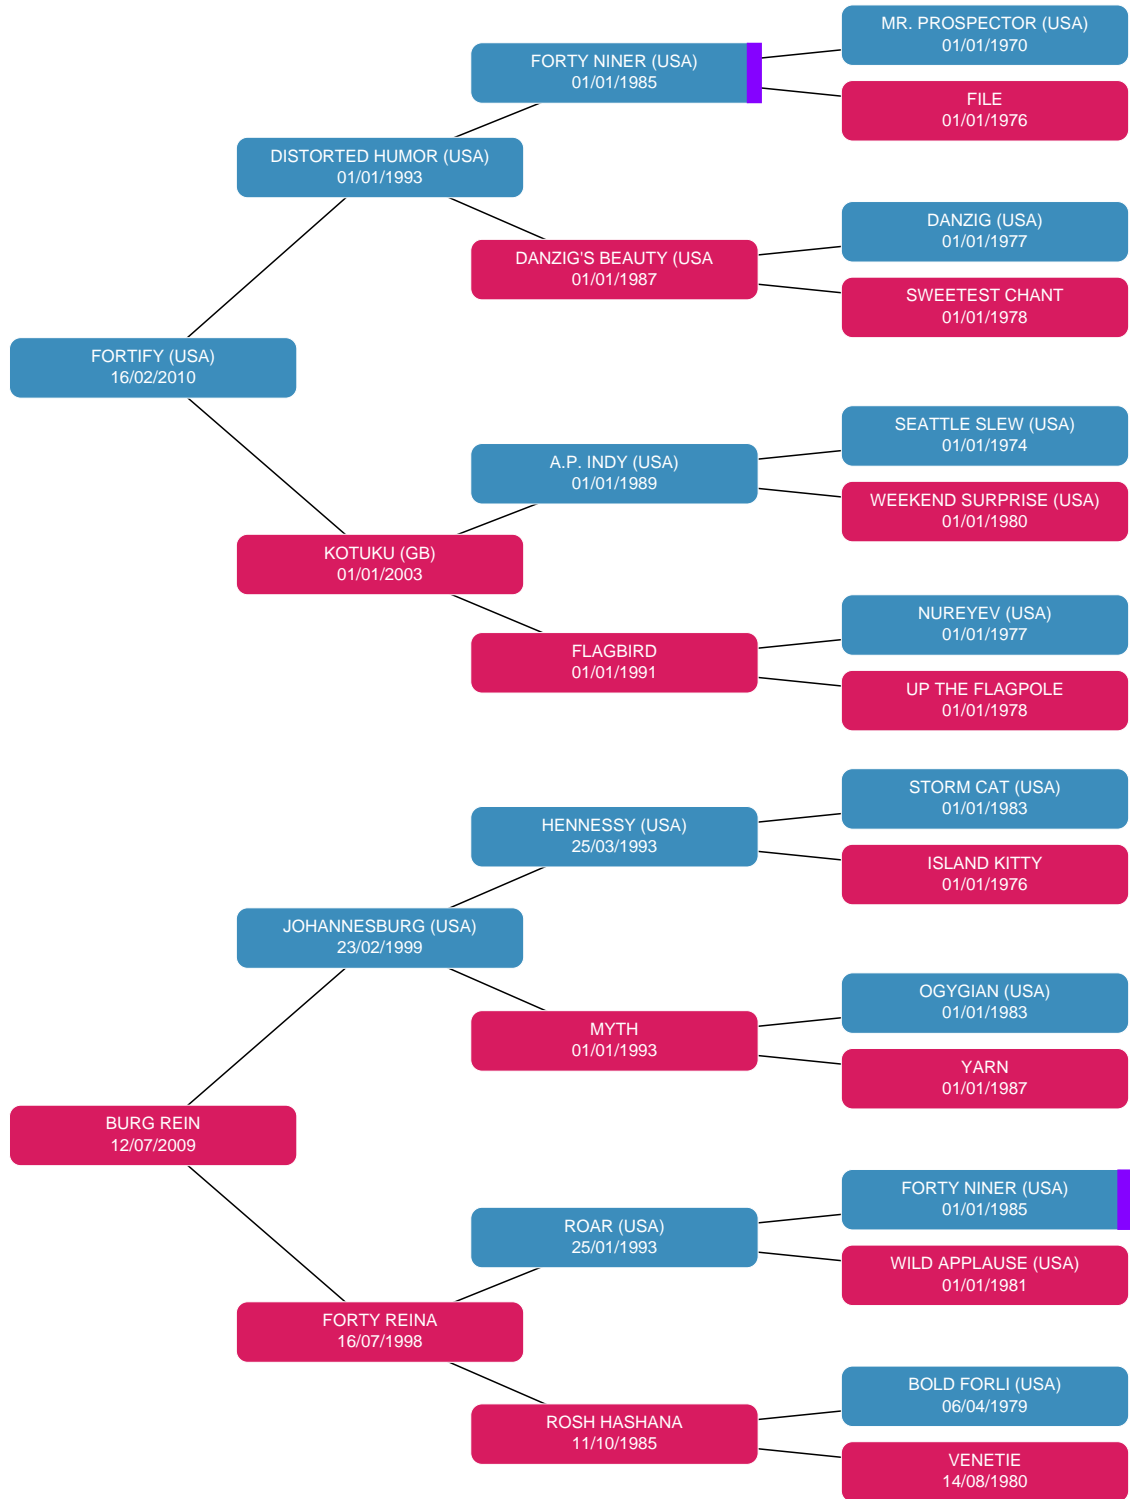 MR. PROSPECTOR (USA)
01/01/1970
FORTY NINER (USA)
01/01/1985
FILE
01/01/1976
DISTORTED HUMOR (USA)
01/01/1993
DANZIG (USA)
01/01/1977
DANZIG'S BEAUTY (USA
01/01/1987
SWEETEST CHANT
01/01/1978
FORTIFY (USA)
16/02/2010
SEATTLE SLEW (USA)
01/01/1974
A.P. INDY (USA)
01/01/1989
WEEKEND SURPRISE (USA)
01/01/1980
KOTUKU (GB)
01/01/2003
NUREYEV (USA)
01/01/1977
FLAGBIRD
01/01/1991
UP THE FLAGPOLE
01/01/1978
STORM CAT (USA)
01/01/1983
HENNESSY (USA)
25/03/1993
ISLAND KITTY
01/01/1976
JOHANNESBURG (USA)
23/02/1999
OGYGIAN (USA)
01/01/1983
MYTH
01/01/1993
YARN
01/01/1987
BURG REIN
12/07/2009
FORTY NINER (USA)
01/01/1985
ROAR (USA)
25/01/1993
WILD APPLAUSE (USA)
01/01/1981
FORTY REINA
16/07/1998
BOLD FORLI (USA)
06/04/1979
ROSH HASHANA
11/10/1985
VENETIE
14/08/1980